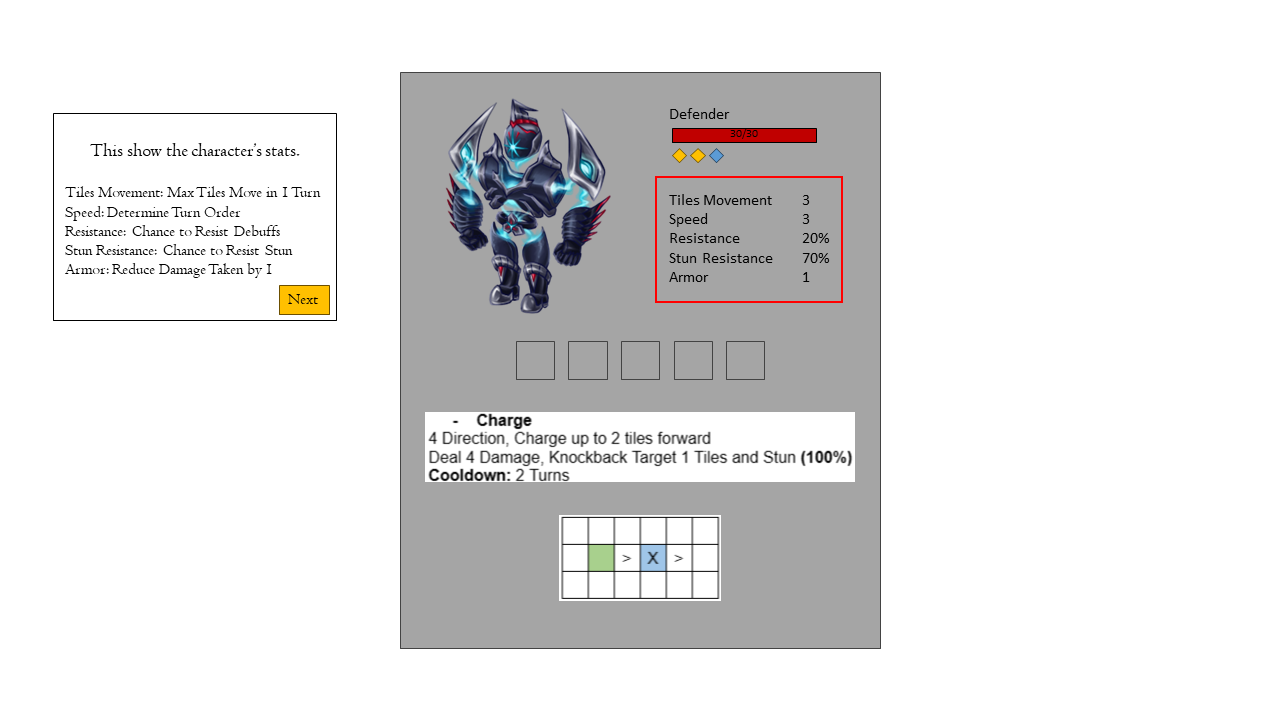 This show the character's stats.
Tiles Movement: Max Tiles Move in 1 Turn
Speed: Determine Turn Order
Resistance: Chance to Resist Debuffs
Stun Resistance: Chance to Resist Stun
Armor: Reduce Damage Taken by 1
Next
Defender
30/30
Tiles Movement 3
Speed 3
Resistance 20%
Stun Resistance 70%
Armor 1
- Charge
4 Direction, Charge up to 2 tiles forward
Deal 4 Damage, Knockback Target 1 Tiles and Stun (100%)
Cooldown: 2 Turns
> X >